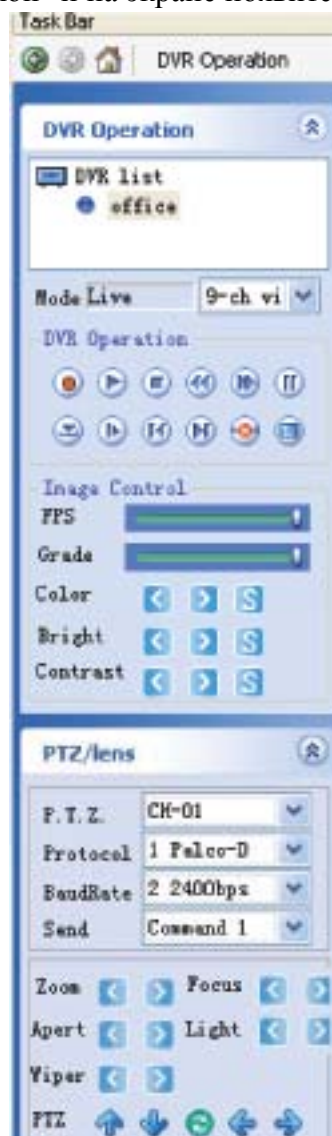 Task Bar
DVR Operation
DVR Operation
DVR list
office
Mode Live 9-ch vi
DVR Operation
Image Control
FPS
Grade
Color S
Bright S
Contrast S
PTZ/lens
P.T.Z. CH-01
Protocol 1 Palco-D
BaudRate 2 2400bps
Send Command 1
Zoom Focus
Apert Light
Wiper
PTZ